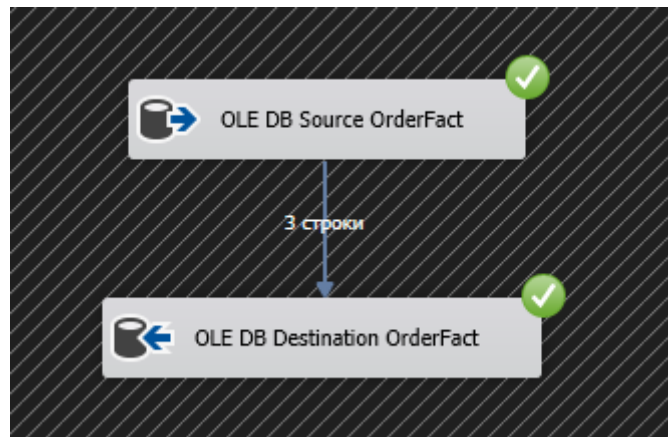 OLE DB Source OrderFact
3 строки
OLE DB Destination OrderFact